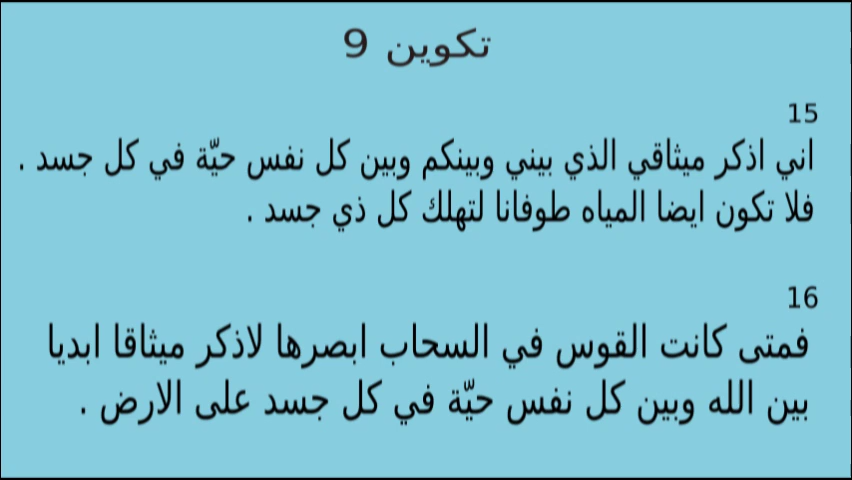 تكوين 9
15
اني اذكر ميثاقي الذي بيني وبينكم وبين كل نفس حيّة في كل جسد .
فلا تكون ايضا المياه طوفانا لتهلك كل ذي جسد .
16
فمتى كانت القوس في السحاب ابصرها لاذكر ميثاقا ابديا
بين الله وبين كل نفس حيّة في كل جسد على الارض .